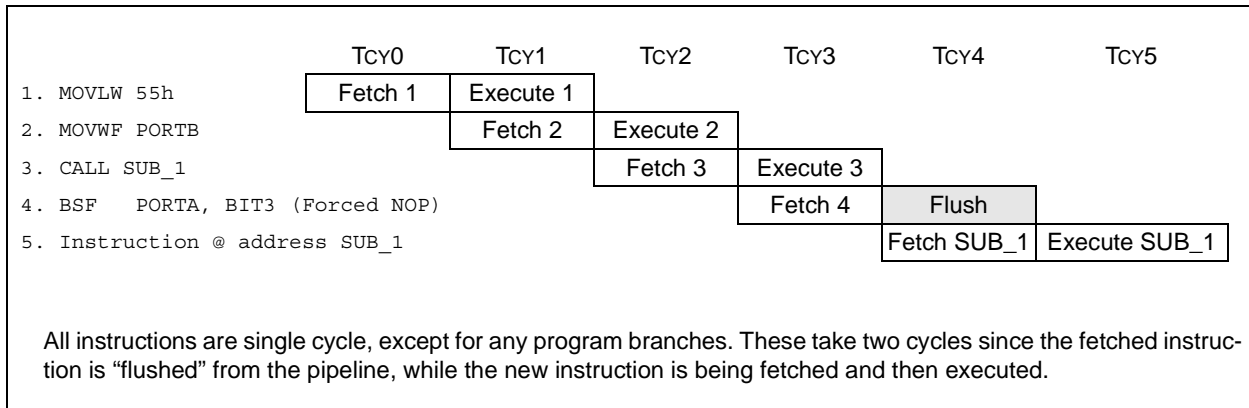 TCY0 TCY1 TCY2 TCY3 TCY4 TCY5
1. MOVLW 55h Fetch 1 Execute 1
2. MOVWF PORTB Fetch 2 Execute 2
3. CALL SUB_1 Fetch 3 Execute 3
4. BSF PORTA, BIT3 (Forced NOP) Fetch 4 Flush
5. Instruction @ address SUB_1 Fetch SUB_1 Execute SUB_1
All instructions are single cycle, except for any program branches. These take two cycles since the fetched instruc-
tion is “flushed” from the pipeline, while the new instruction is being fetched and then executed.